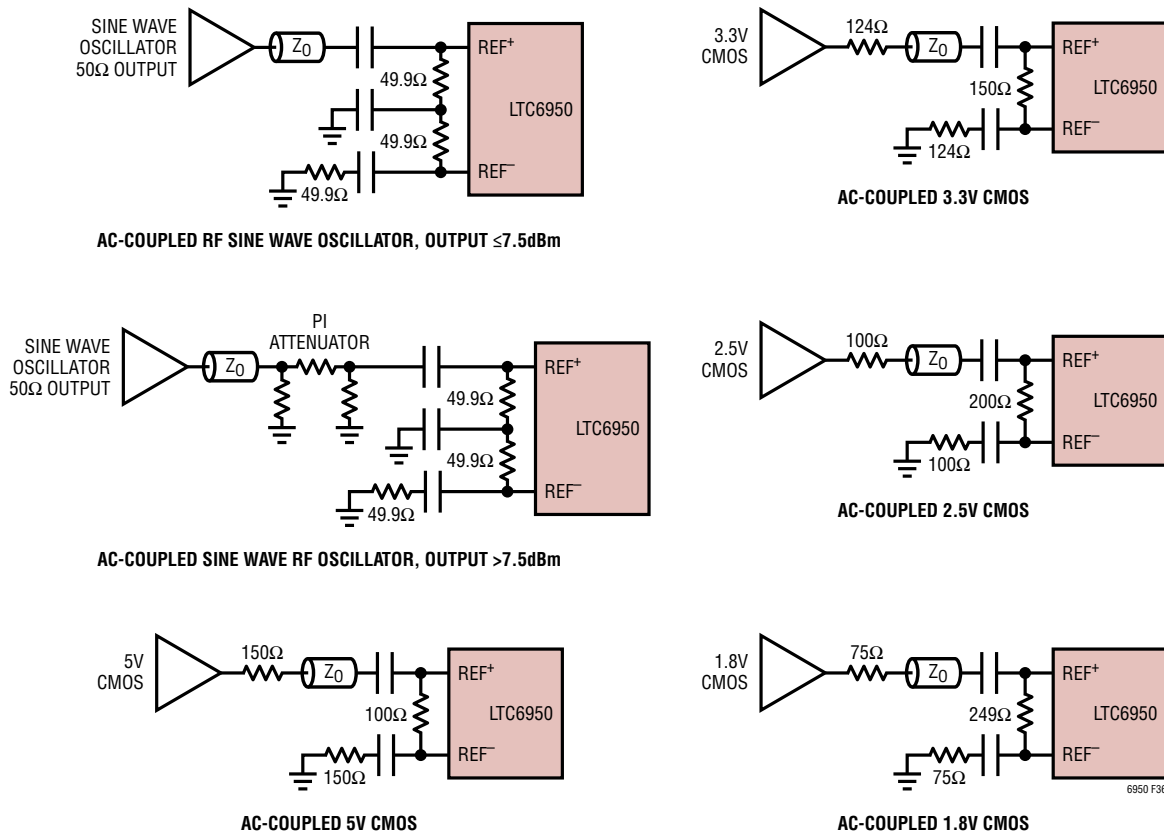 SINE WAVE
OSCILLATOR
50Ω OUTPUT
Z0
49.9Ω
49.9Ω
49.9Ω
REF+
LTC6950
REF–
AC-COUPLED RF SINE WAVE OSCILLATOR, OUTPUT ≤7.5dBm
3.3V
CMOS
124Ω
Z0
150Ω
124Ω
REF+
LTC6950
REF–
AC-COUPLED 3.3V CMOS
SINE WAVE
OSCILLATOR
50Ω OUTPUT
Z0
PI
ATTENUATOR
49.9Ω
49.9Ω
49.9Ω
REF+
LTC6950
REF–
AC-COUPLED SINE WAVE RF OSCILLATOR, OUTPUT >7.5dBm
2.5V
CMOS
100Ω
Z0
200Ω
100Ω
REF+
LTC6950
REF–
AC-COUPLED 2.5V CMOS
5V
CMOS
150Ω
Z0
100Ω
150Ω
REF+
LTC6950
REF–
AC-COUPLED 5V CMOS
1.8V
CMOS
75Ω
Z0
249Ω
75Ω
REF+
LTC6950
REF–
6950 F36
AC-COUPLED 1.8V CMOS